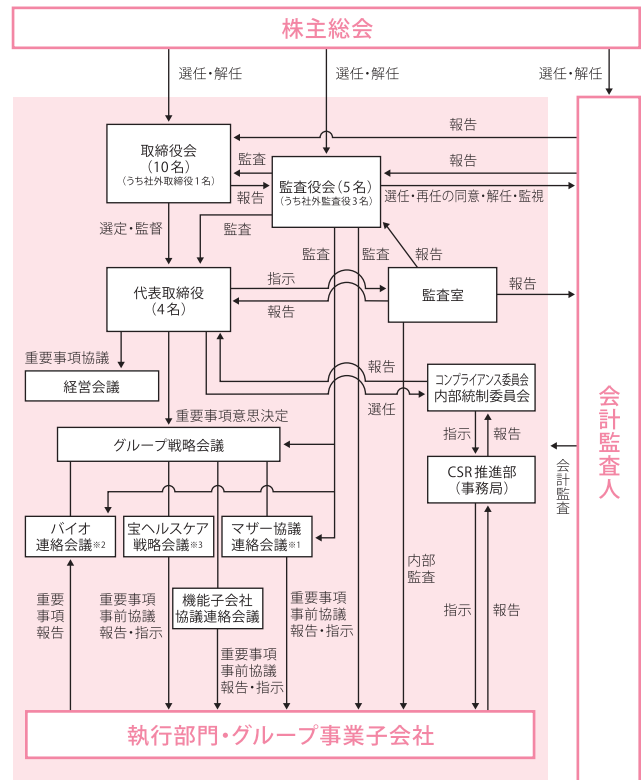 株主総会
選任・解任
選任・解任
選任・解任
取締役会
(10名)
(うち社外取締役1名)
報告
監査
報告
監査役会(5名)
(うち社外監査役3名)
報告
選任・再任の同意・解任・監視
選定・監督
監査
監査
監査
報告
代表取締役
(4名)
指示
報告
監査室
報告
重要事項協議
経営会議
報告
選任
コンプライアンス委員会
内部統制委員会
重要事項意思決定
グループ戦略会議
指示
報告
CSR推進部
(事務局)
会計監査
会計監査人
バイオ
連絡会議※2
宝ヘルスケア
戦略会議※3
マザー協議
連絡会議※1
内部
監査
機能子会社
協議連絡会議
重要
事項
報告
重要事項
事前協議
報告・指示
重要事項
事前協議
報告・指示
指示
報告
重要事項
事前協議
報告・指示
執行部門・グループ事業子会社